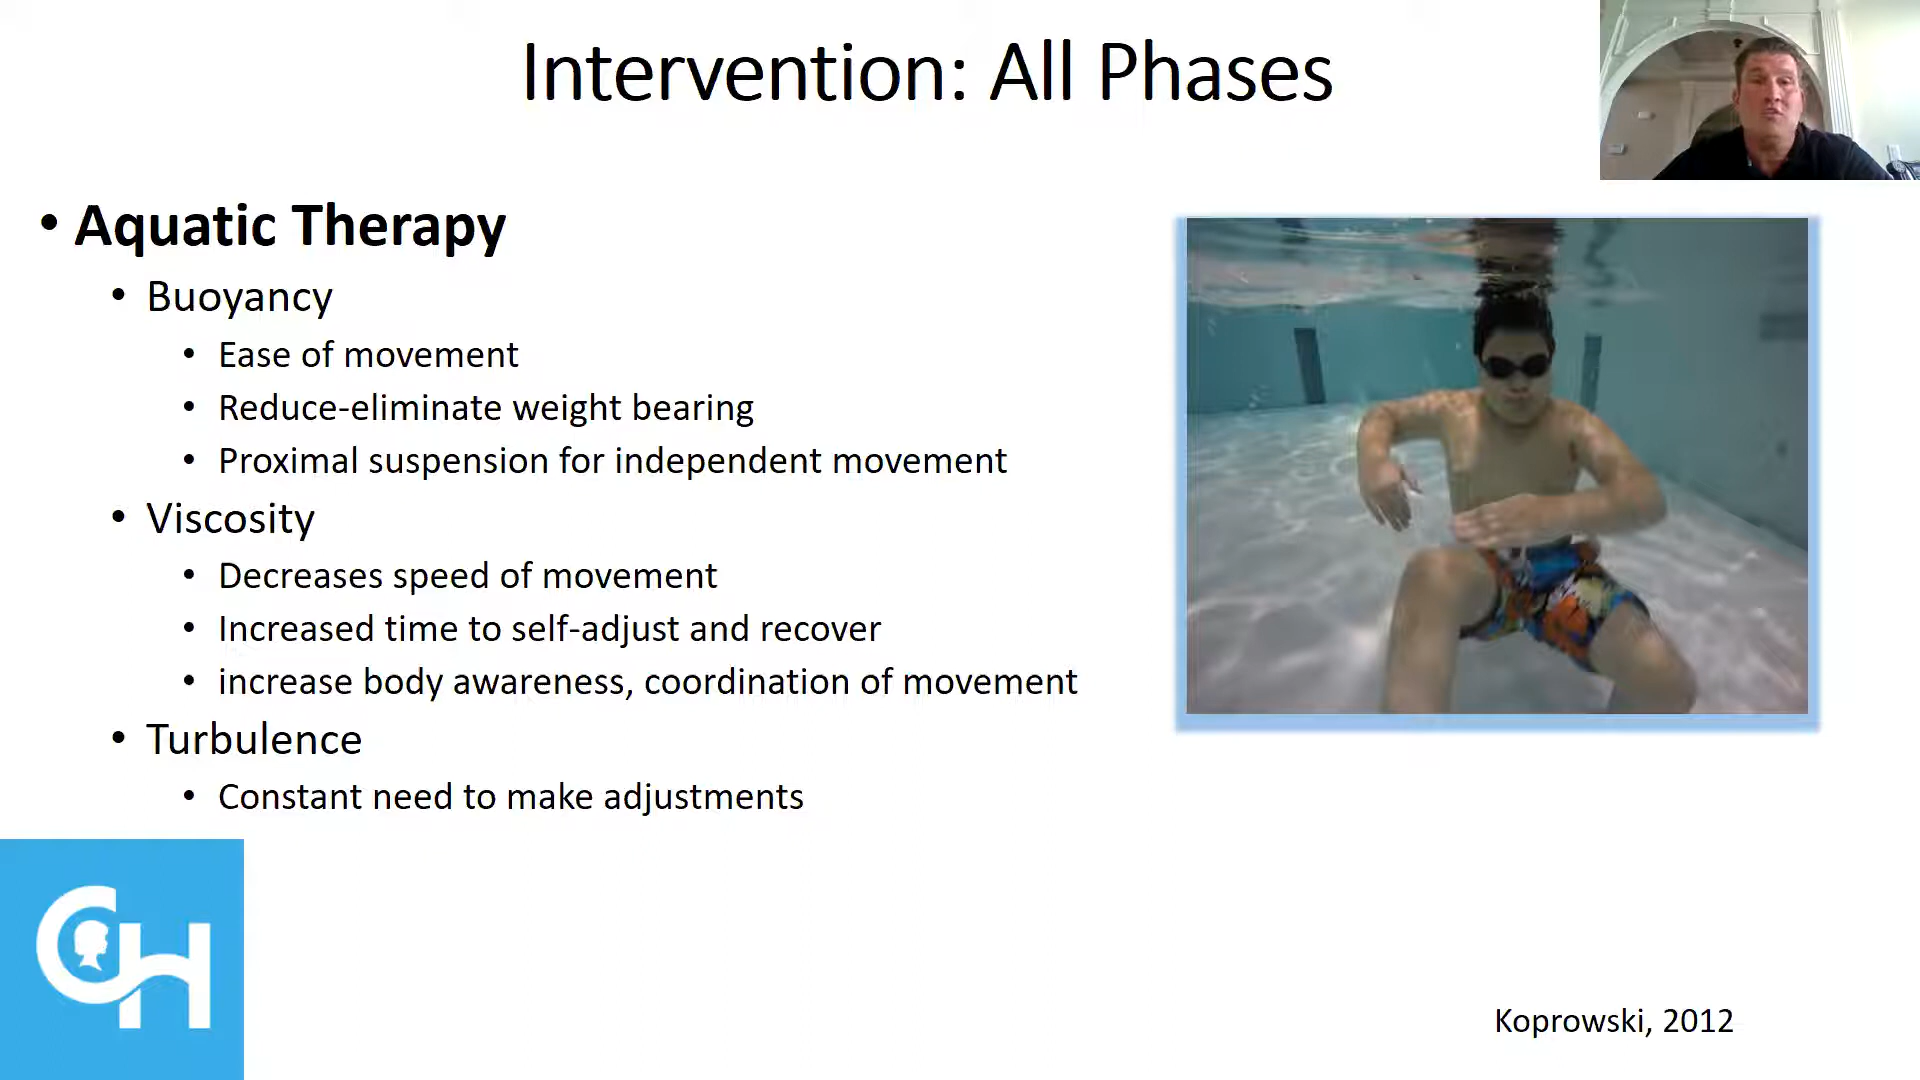 Intervention: All Phases
• Aquatic Therapy
• Buoyancy
• Ease of movement
• Reduce-eliminate weight bearing
• Proximal suspension for independent movement
• Viscosity
• Decreases speed of movement
• Increased time to self-adjust and recover
• increase body awareness, coordination of movement
• Turbulence
• Constant need to make adjustments
CH
Koprowski, 2012